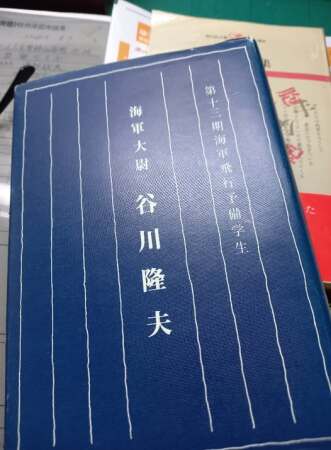 第十二期海軍飛行予備学生
海軍大尉 谷川隆夫